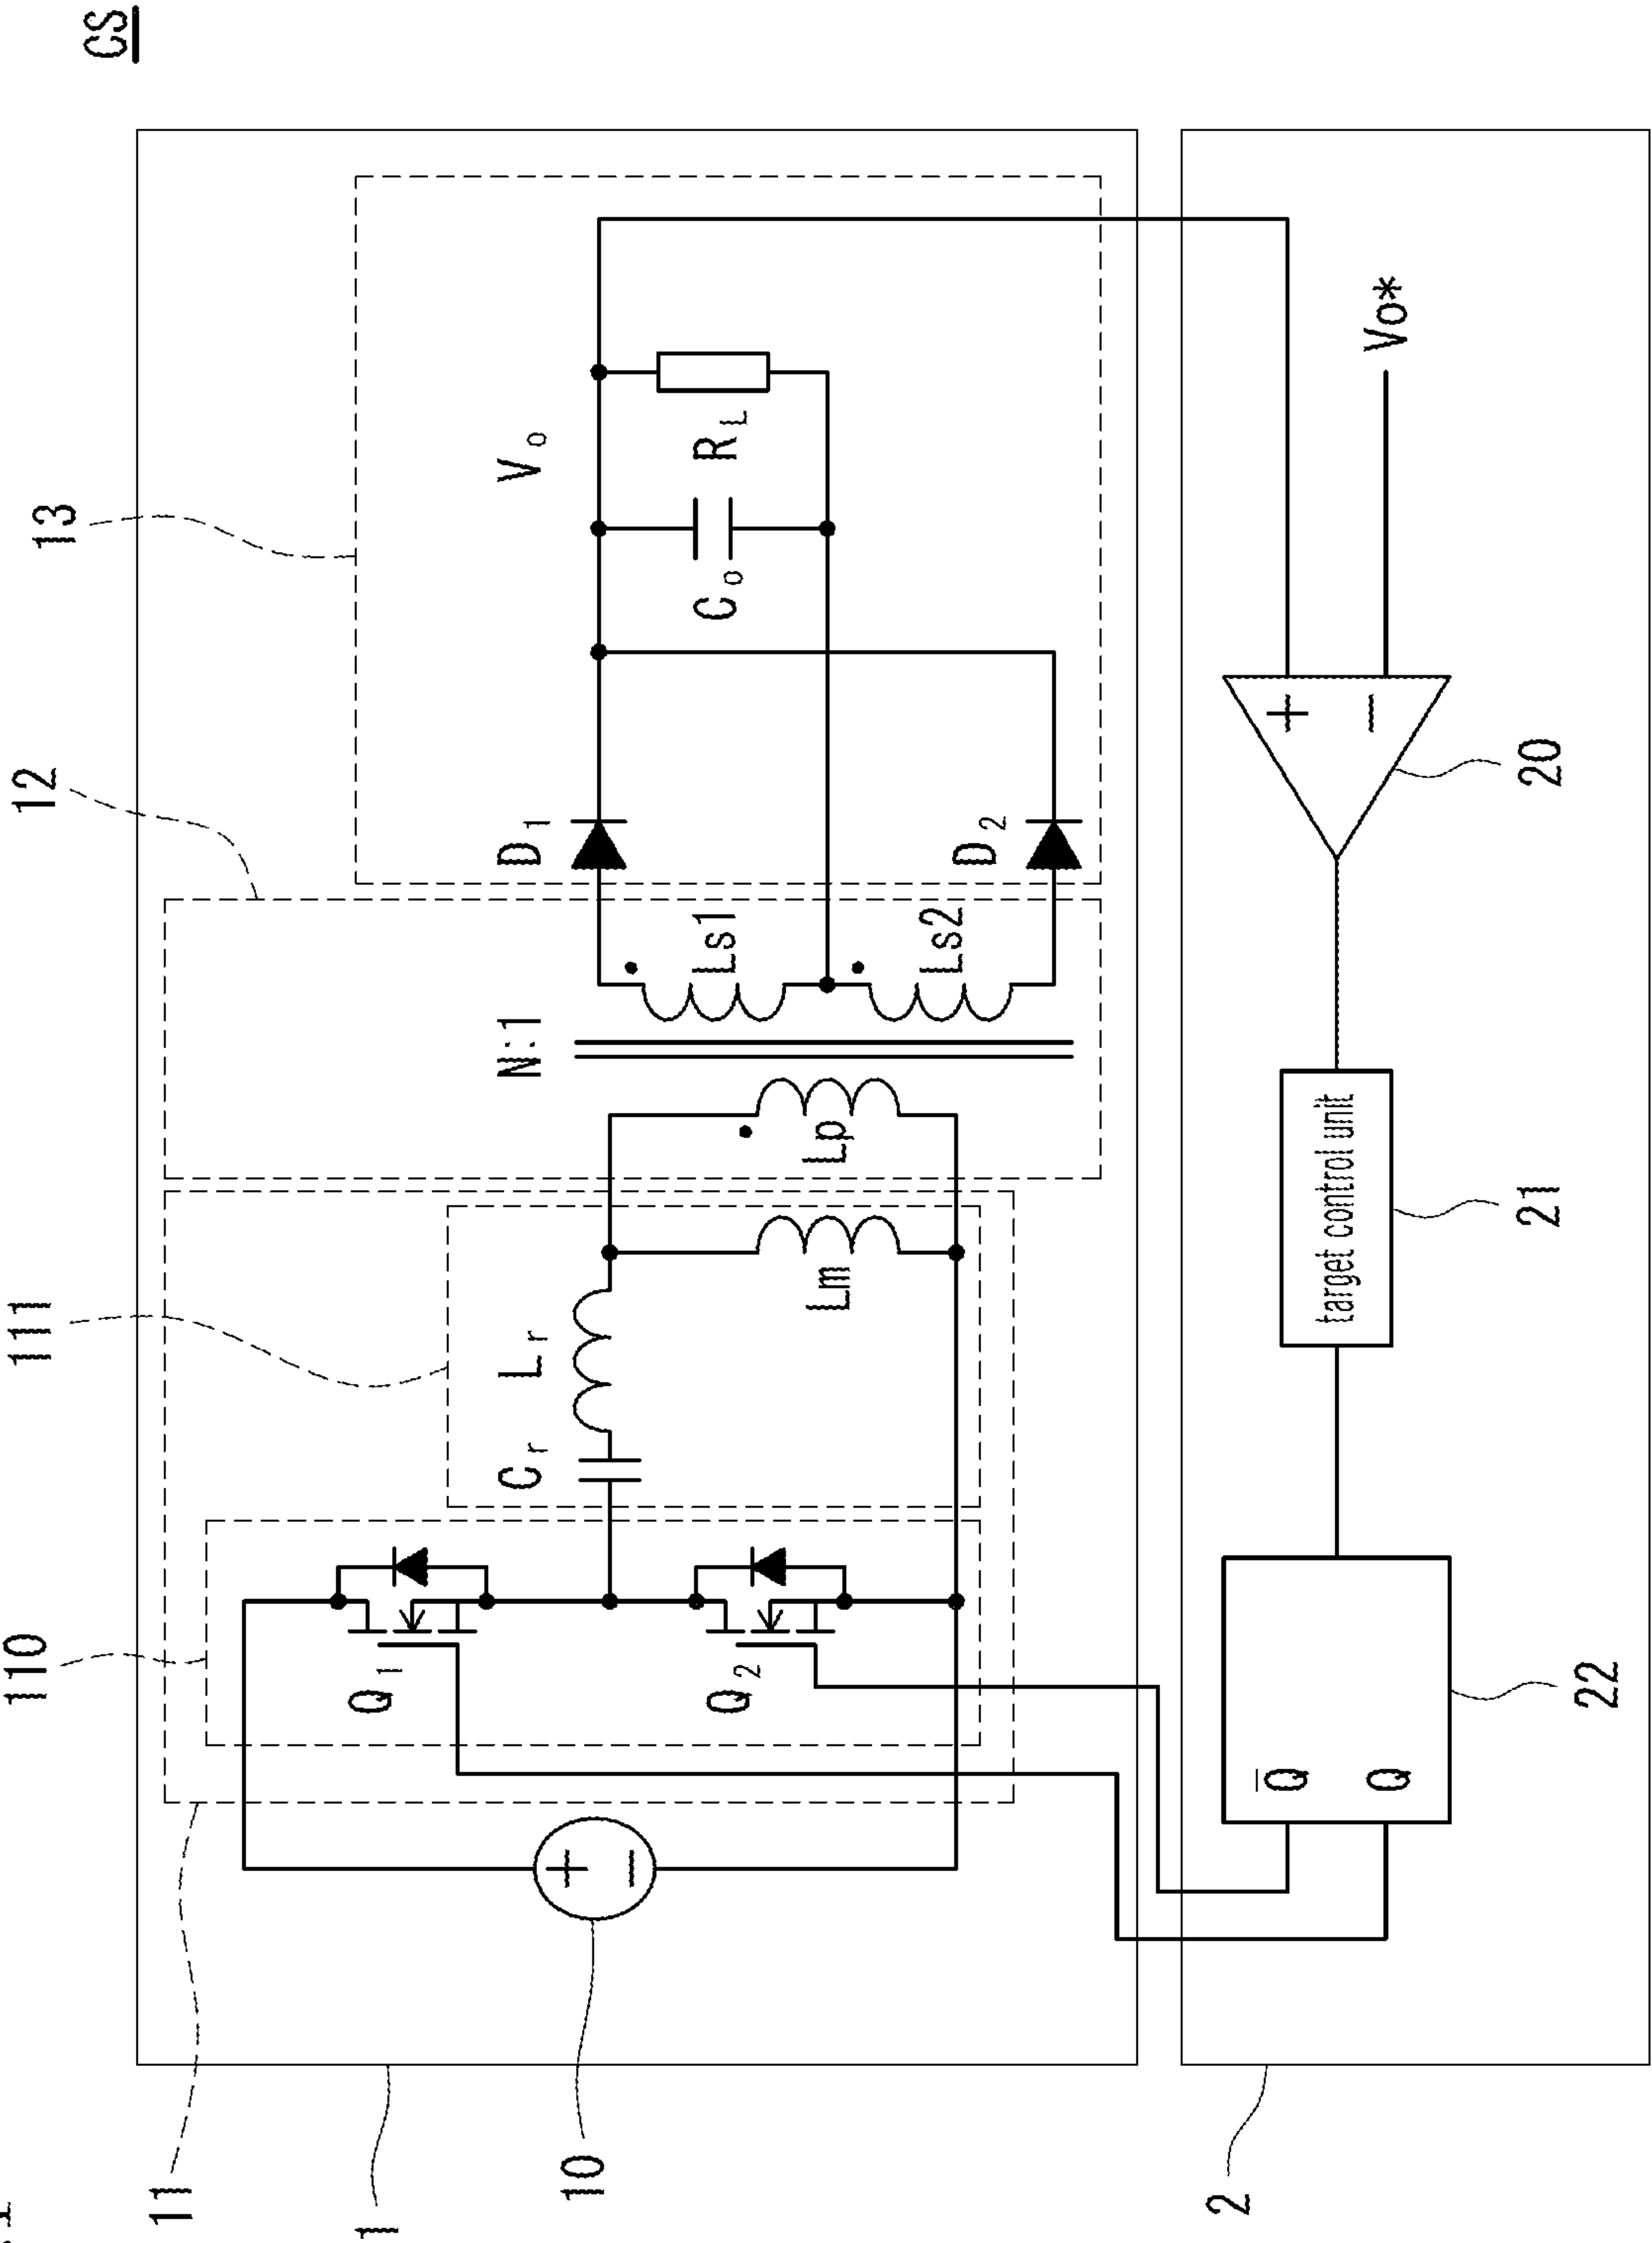 CS
11
110
111
12
13
Q1
Cr
Lr
N:1
D1
Vo
Q2
Lm
Lp
Ls1
Co
RL
+
−
Ls2
D2
10
1
Q̅
Q
target control unit
+
−
Vo*
22
21
20
2